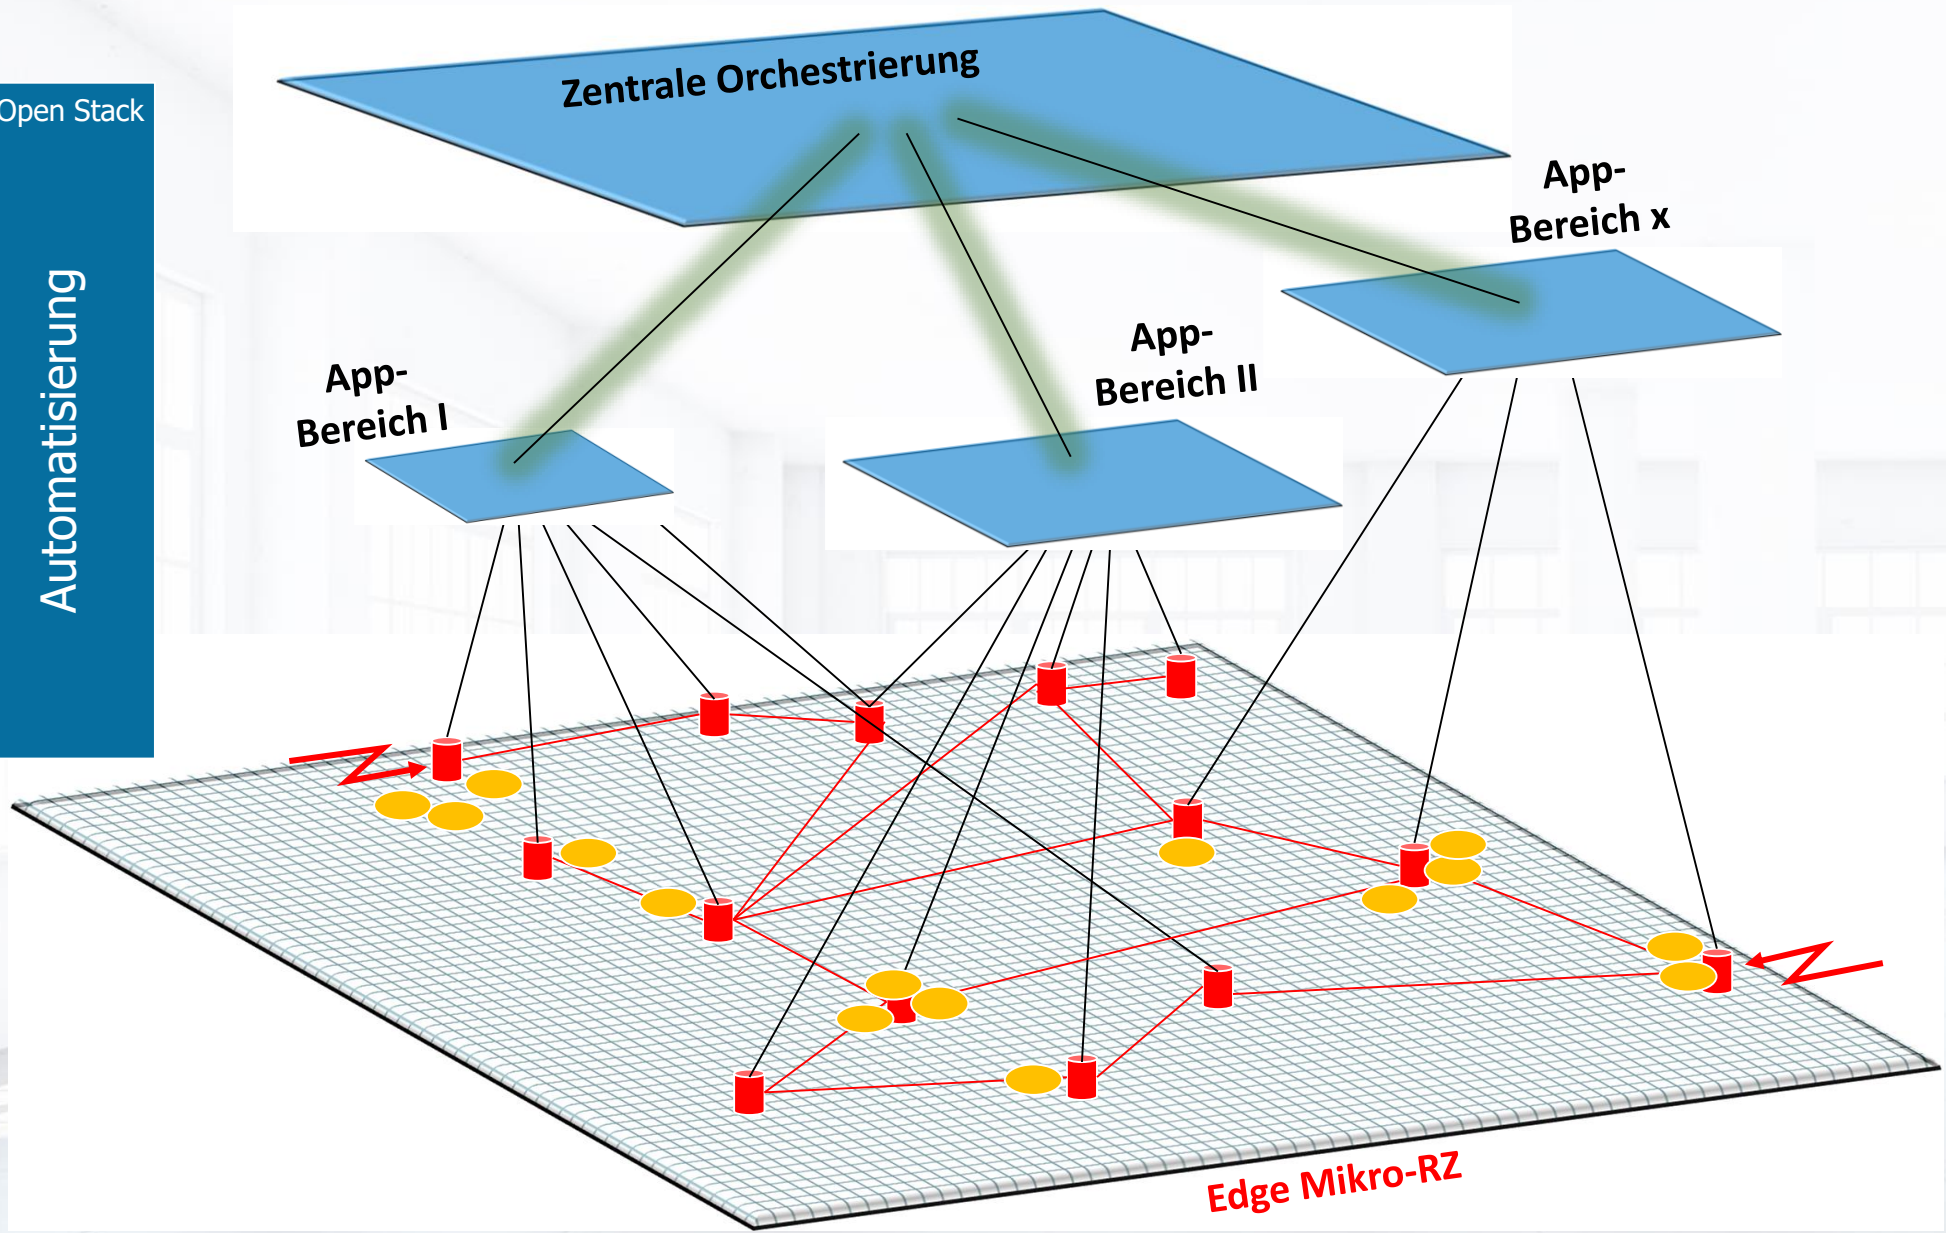 Zentrale Orchestrierung
Open Stack
Automatisierung
App-
Bereich x
App-
Bereich II
App-
Bereich I
Edge Mikro-RZ